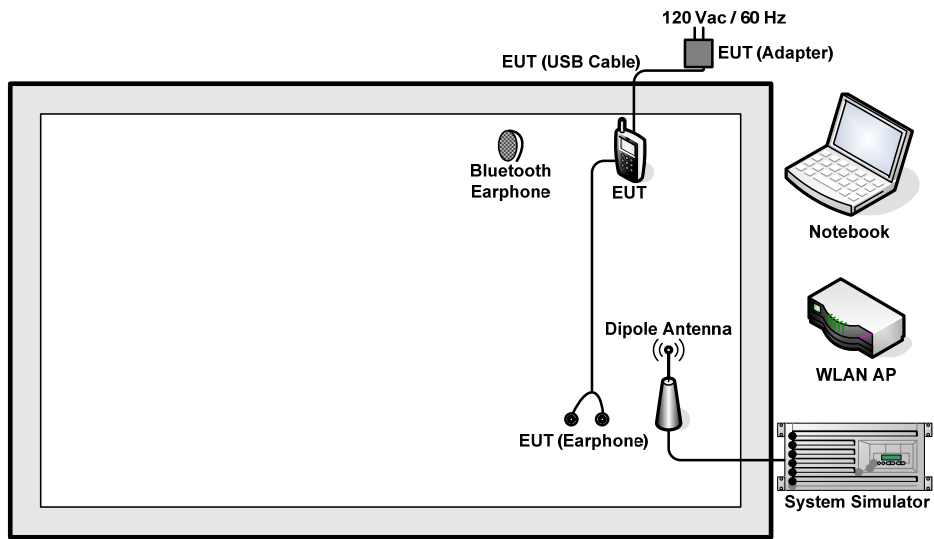 120 Vac / 60 Hz
EUT (USB Cable)
EUT (Adapter)
Bluetooth
Earphone
EUT
Notebook
Dipole Antenna
WLAN AP
EUT (Earphone)
System Simulator